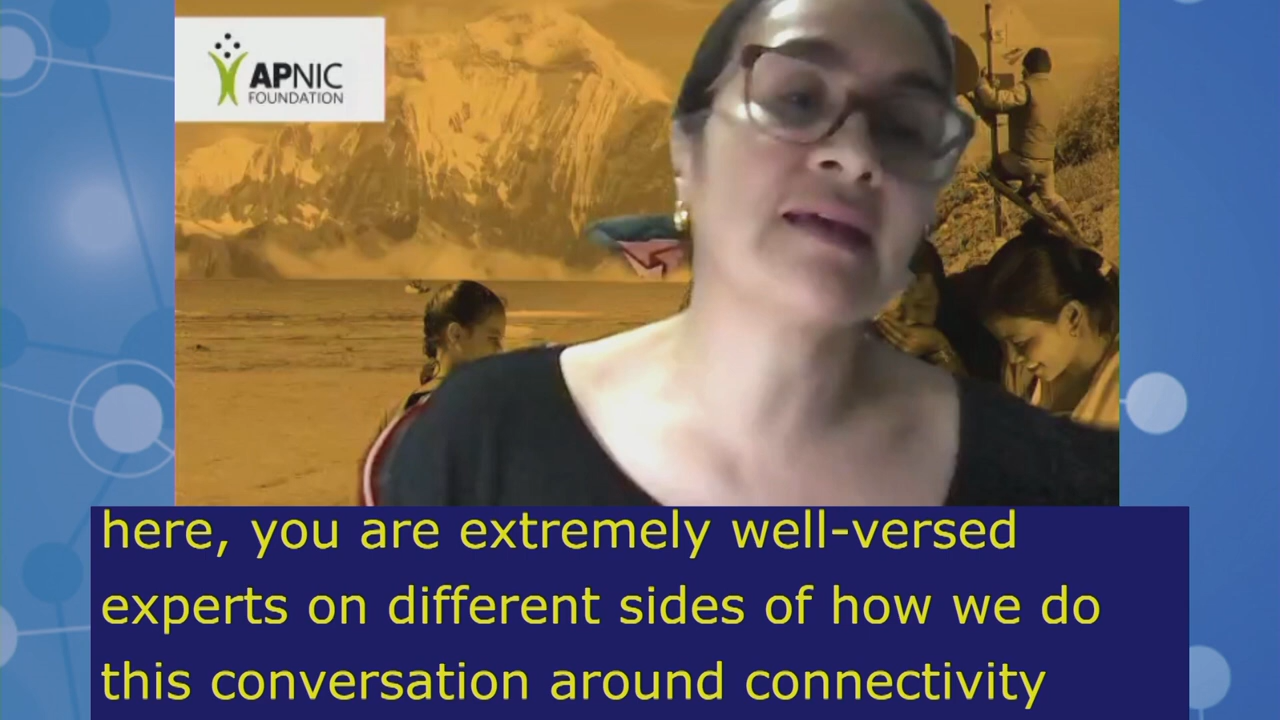 APNIC
FOUNDATION
here, you are extremely well-versed
experts on different sides of how we do
this conversation around connectivity